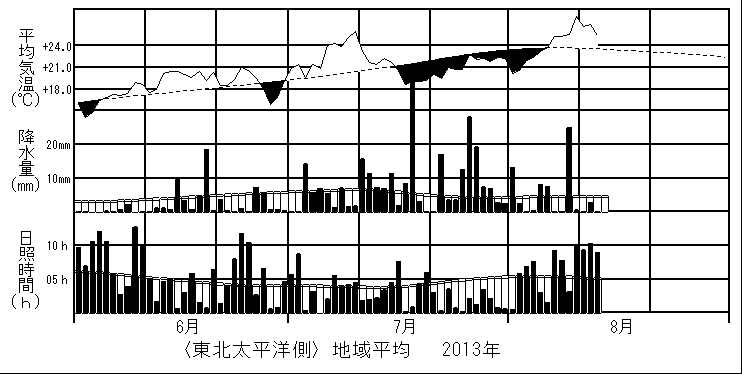 平均気温(℃)
+24.0
+21.0
+18.0
降水量(mm)
20mm
10mm
日照時間(h)
10 h
05 h
6月 7月 8月
〈東北太平洋側〉地域平均 2013年